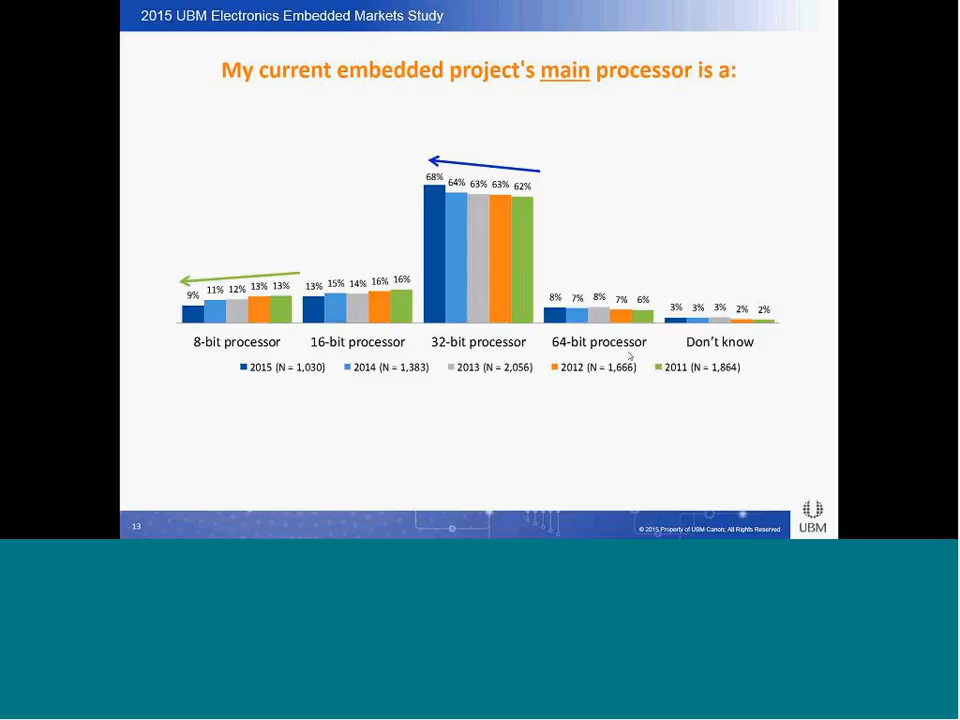 2015 UBM Electronics Embedded Markets Study
My current embedded project's main processor is a:
68% 64% 63% 63% 62%
9% 11% 12% 13% 13% 13% 15% 14% 16% 16%
8% 7% 8% 7% 6% 3% 3% 3% 2% 2%
8-bit processor 16-bit processor 32-bit processor 64-bit processor Don't know
2015 (N = 1,030) 2014 (N = 1,383) 2013 (N = 2,056) 2012 (N = 1,666) 2011 (N = 1,864)
13
© 2015 Property of UBM Canon; All Rights Reserved
UBM